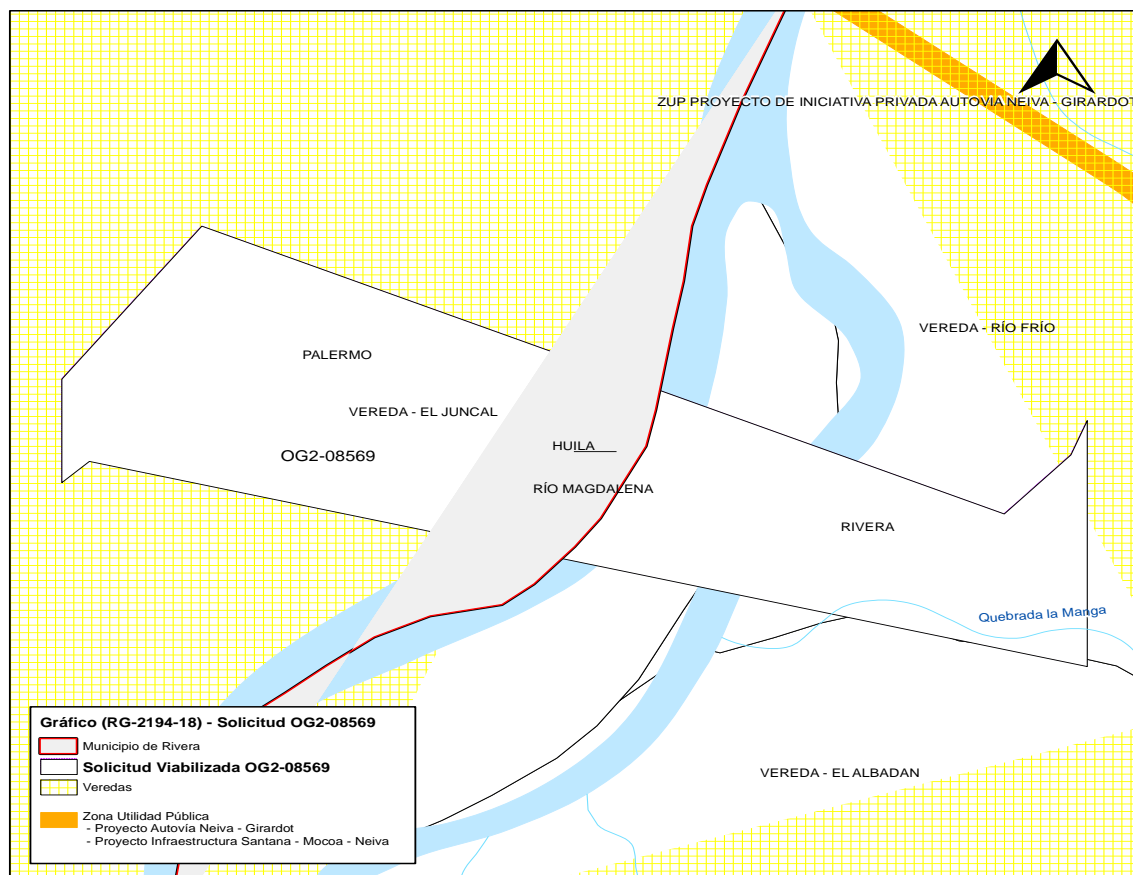 ZUP PROYECTO DE INICIATIVA PRIVADA AUTOVIA NEIVA - GIRARDOT
VEREDA - RÍO FRÍO
PALERMO
VEREDA - EL JUNCAL
OG2-08569
HUILA
RÍO MAGDALENA
RIVERA
Quebrada la Manga
VEREDA - EL ALBADAN
Gráfico (RG-2194-18) - Solicitud OG2-08569
Municipio de Rivera
Solicitud Viabilizada OG2-08569
Veredas
Zona Utilidad Pública
- Proyecto Autovía Neiva - Girardot
- Proyecto Infraestructura Santana - Mocoa - Neiva